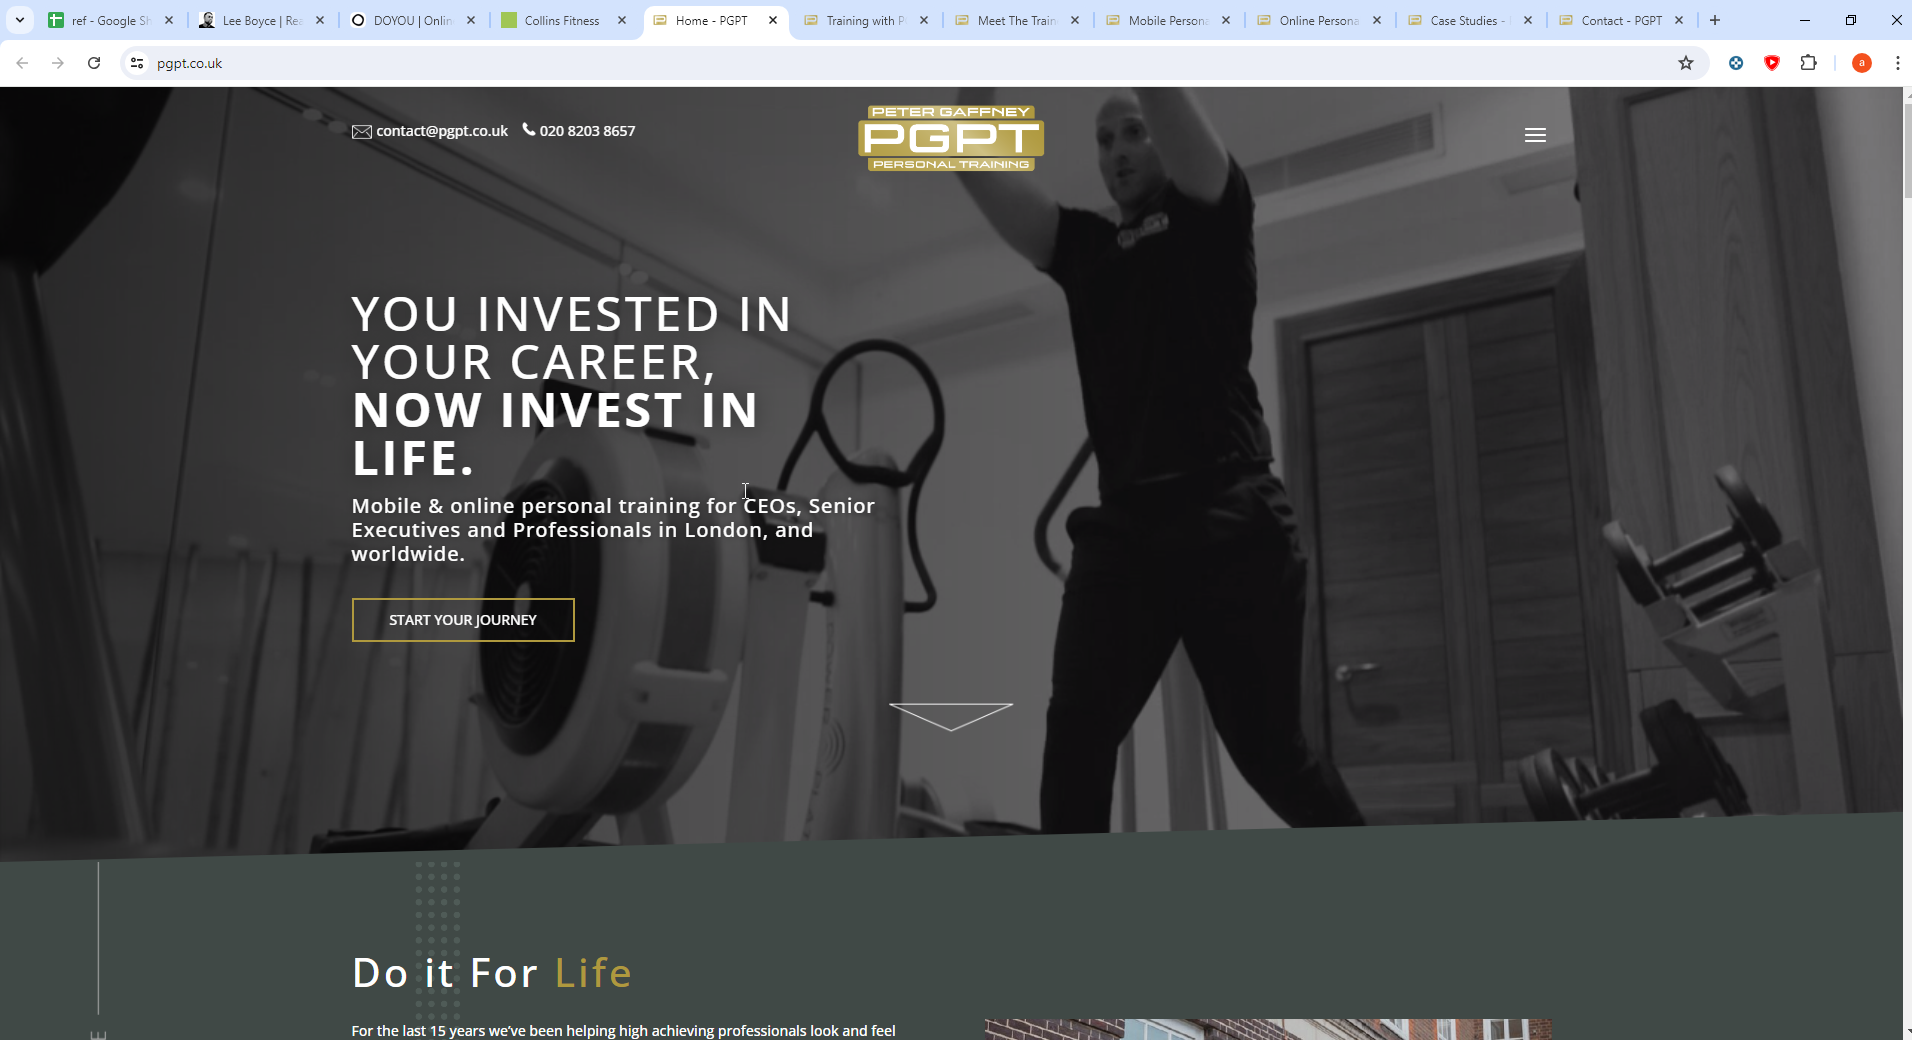 ref - Google Sh
Lee Boyce | Rea
DOYOU | Onlin
Collins Fitness
Home - PGPT
Training with P
Meet The Train
Mobile Persona
Online Persona
Case Studies -
Contact - PGPT
pgpt.co.uk
a
contact@pgpt.co.uk
020 8203 8657
PETER GAFFNEY
PGPT
PERSONAL TRAINING
YOU INVESTED IN
YOUR CAREER,
NOW INVEST IN
LIFE.
Mobile & online personal training for CEOs, Senior
Executives and Professionals in London, and
worldwide.
START YOUR JOURNEY
Do it For Life
For the last 15 years we've been helping high achieving professionals look and feel